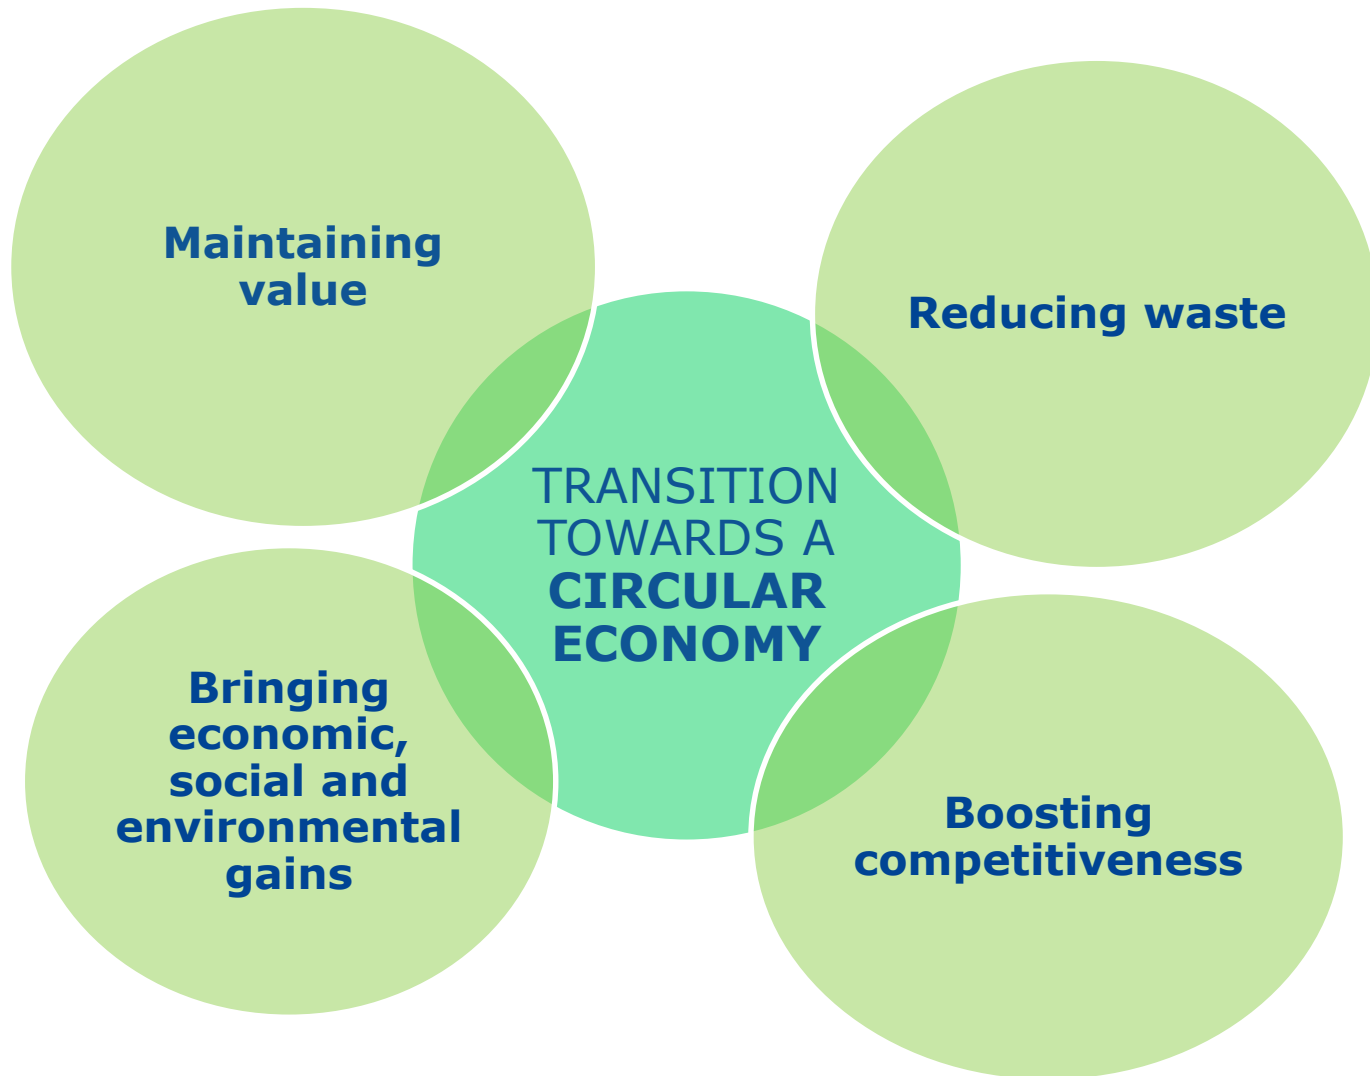 Maintaining
value
Reducing waste
TRANSITION
TOWARDS A
CIRCULAR
ECONOMY
Bringing
economic,
social and
environmental
gains
Boosting
competitiveness